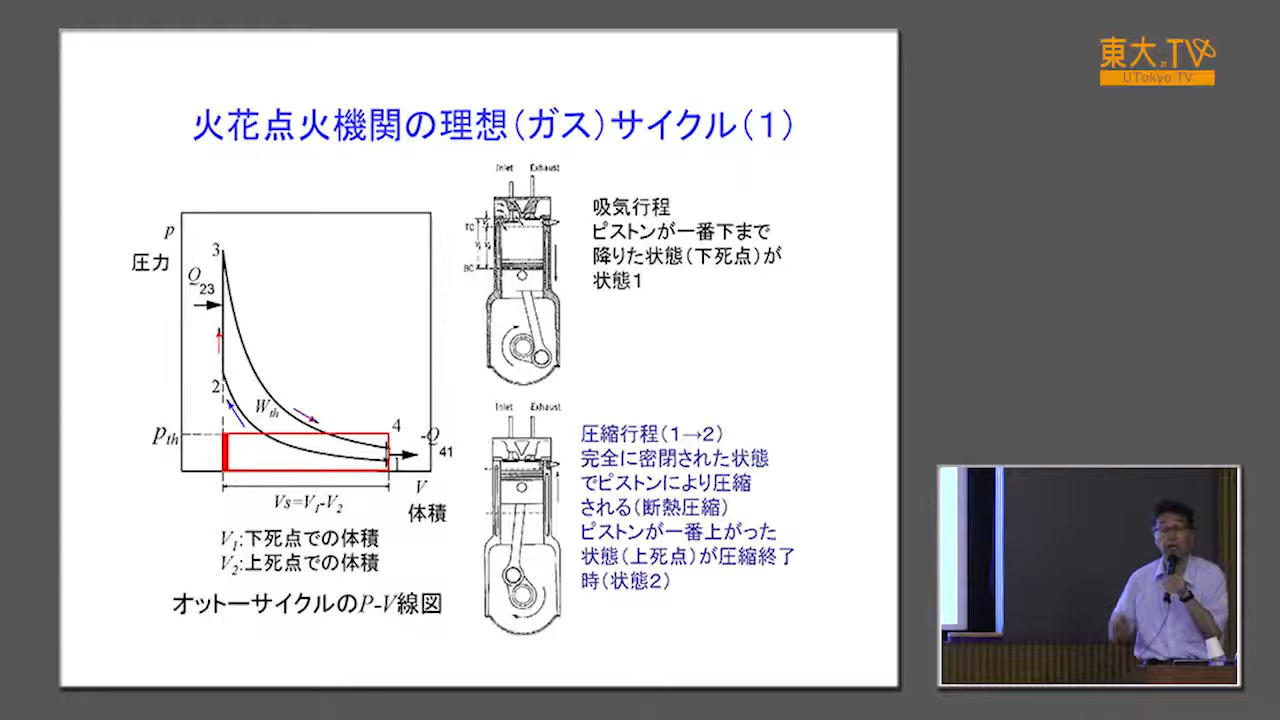 東大.TV
UTokyo TV
火花点火機関の理想(ガス)サイクル(1)
p
圧力
3
Q23
2
Wth
pth
4
-Q41
1
V
体積
Vs=V1-V2
V1:下死点での体積
V2:上死点での体積
オットーサイクルのP-V線図
Inlet Exhaust
TC
BC
吸気行程
ピストンが一番下まで
降りた状態(下死点)が
状態1
Inlet Exhaust
圧縮行程(1→2)
完全に密閉された状態
でピストンにより圧縮
される(断熱圧縮)
ピストンが一番上がった
状態(上死点)が圧縮終了
時(状態2)